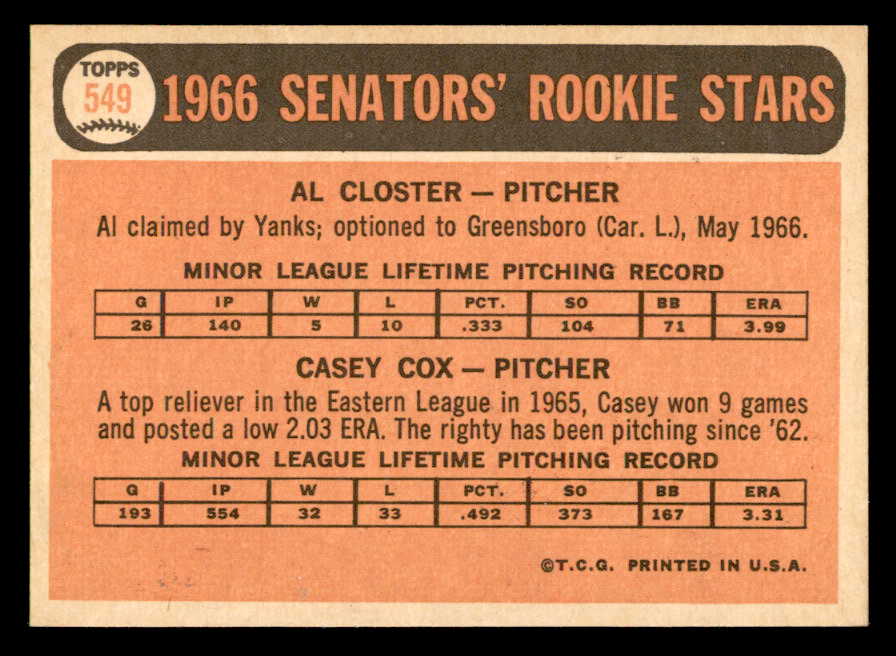 TOPPS
549
1966 SENATORS' ROOKIE STARS
AL CLOSTER — PITCHER
Al claimed by Yanks; optioned to Greensboro (Car. L.), May 1966.
MINOR LEAGUE LIFETIME PITCHING RECORD
G IP W L PCT. SO BB ERA
26 140 5 10 .333 104 71 3.99
CASEY COX — PITCHER
A top reliever in the Eastern League in 1965, Casey won 9 games
and posted a low 2.03 ERA. The righty has been pitching since '62.
MINOR LEAGUE LIFETIME PITCHING RECORD
G IP W L PCT. SO BB ERA
193 554 32 33 .492 373 167 3.31
©T.C.G. PRINTED IN U.S.A.